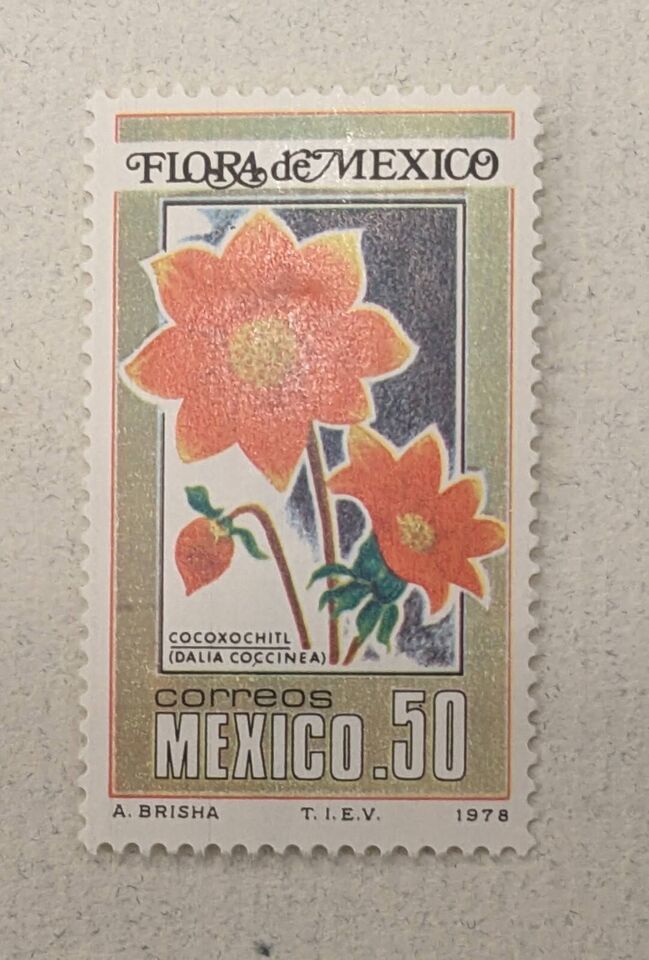 FLORA de MEXICO
COCOXOCHITL
(DALIA COCCINEA)
correos
MEXICO.50
A. BRISHA T. I. E. V. 1978